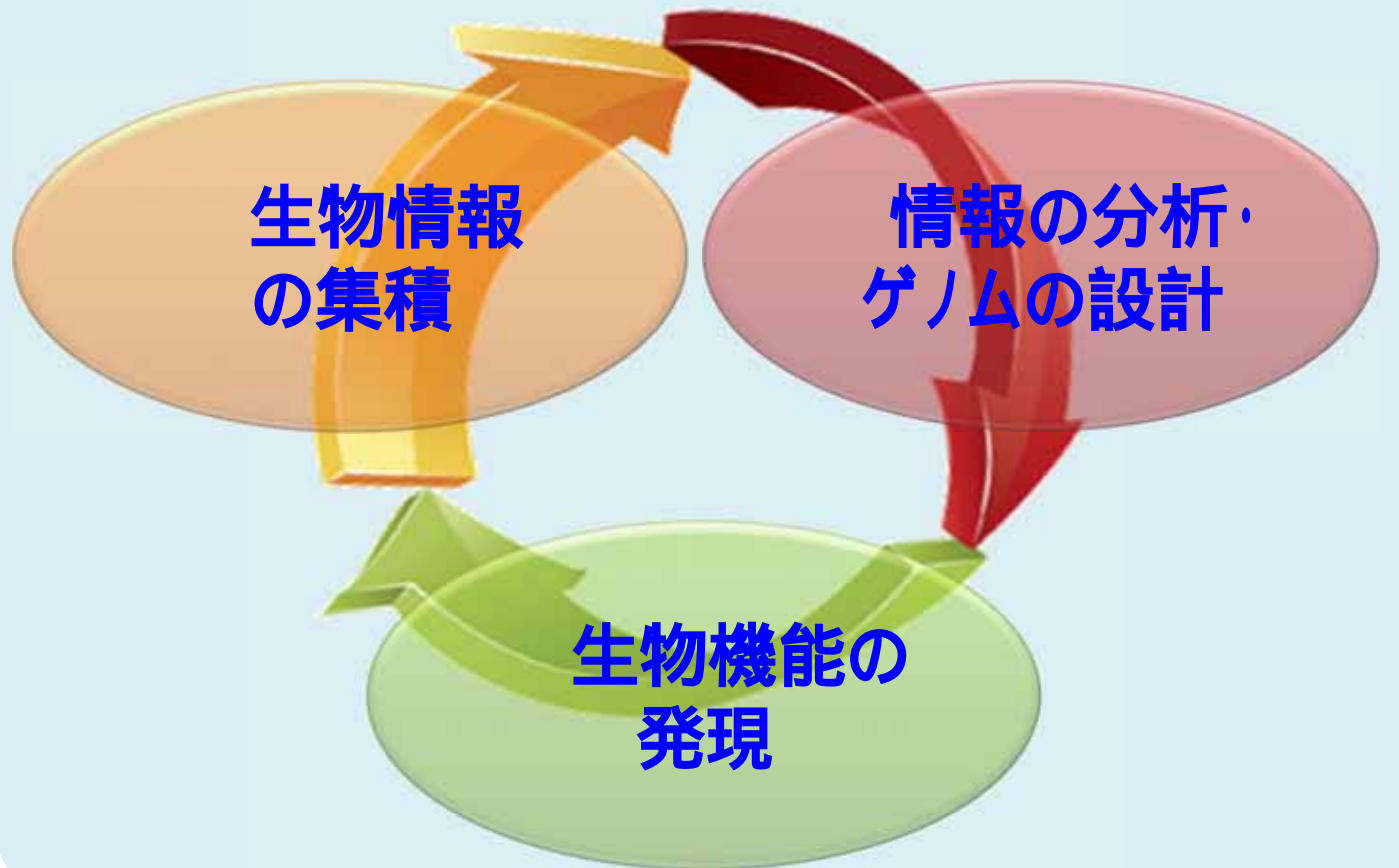 生物情報
の集積
情報の分析・
ゲノムの設計
生物機能の
発現